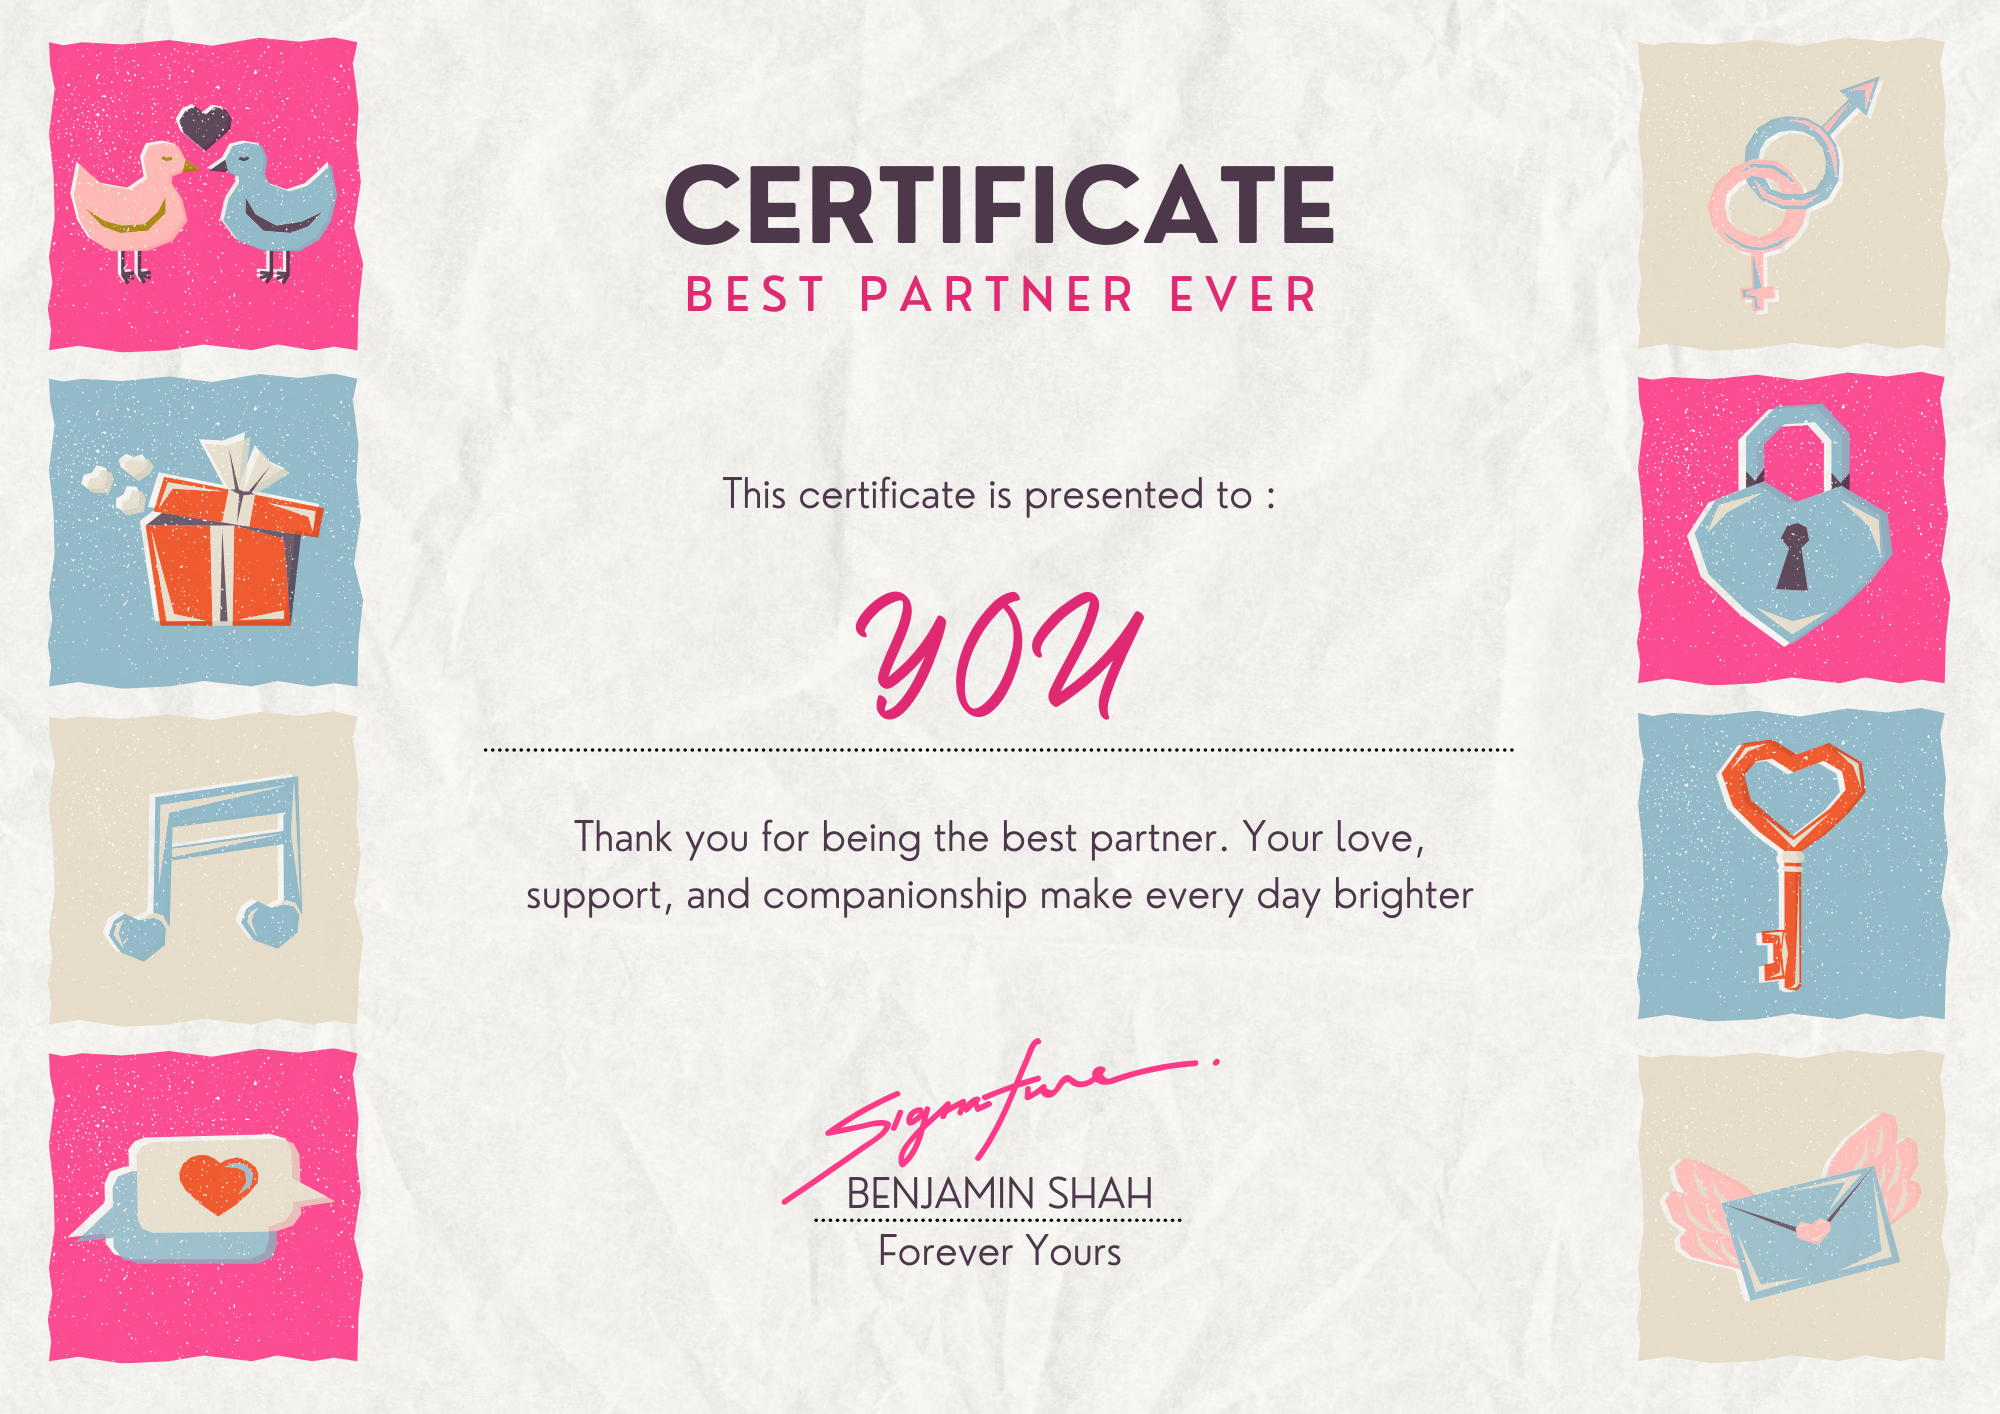 CERTIFICATE
BEST PARTNER EVER
This certificate is presented to :
YOU
Thank you for being the best partner. Your love,
support, and companionship make every day brighter
Signature
BENJAMIN SHAH
Forever Yours